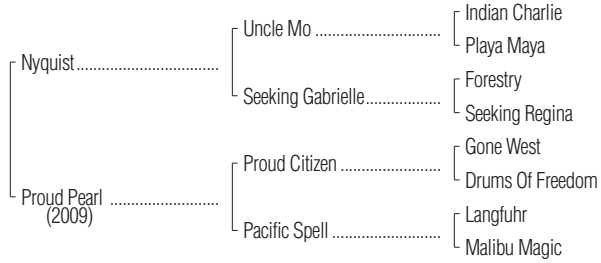 Indian Charlie
Uncle Mo
Playa Maya
Nyquist
Forestry
Seeking Gabrielle
Seeking Regina
Gone West
Proud Citizen
Drums Of Freedom
Proud Pearl
(2009)
Langfuhr
Pacific Spell
Malibu Magic